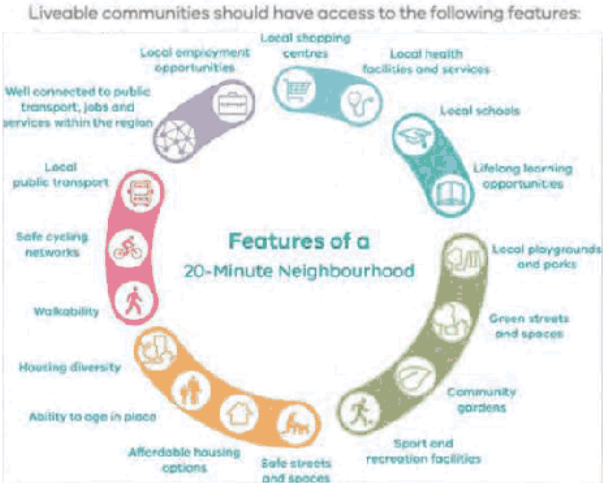 Liveable communities should have access to the following features:
Local shopping
centres
Local health
facilities and services
Local schools
Lifelong learning
opportunities
Local playgrounds
and parks
Green streets
and spaces
Community
gardens
Sport and
recreation facilities
Safe streets
and spaces
Affordable housing
options
Ability to age in place
Housing diversity
Walkability
Safe cycling
networks
Local
public transport
Well connected to public
transport, jobs and
services within the region
Local employment
opportunities
Features of a
20-Minute Neighbourhood